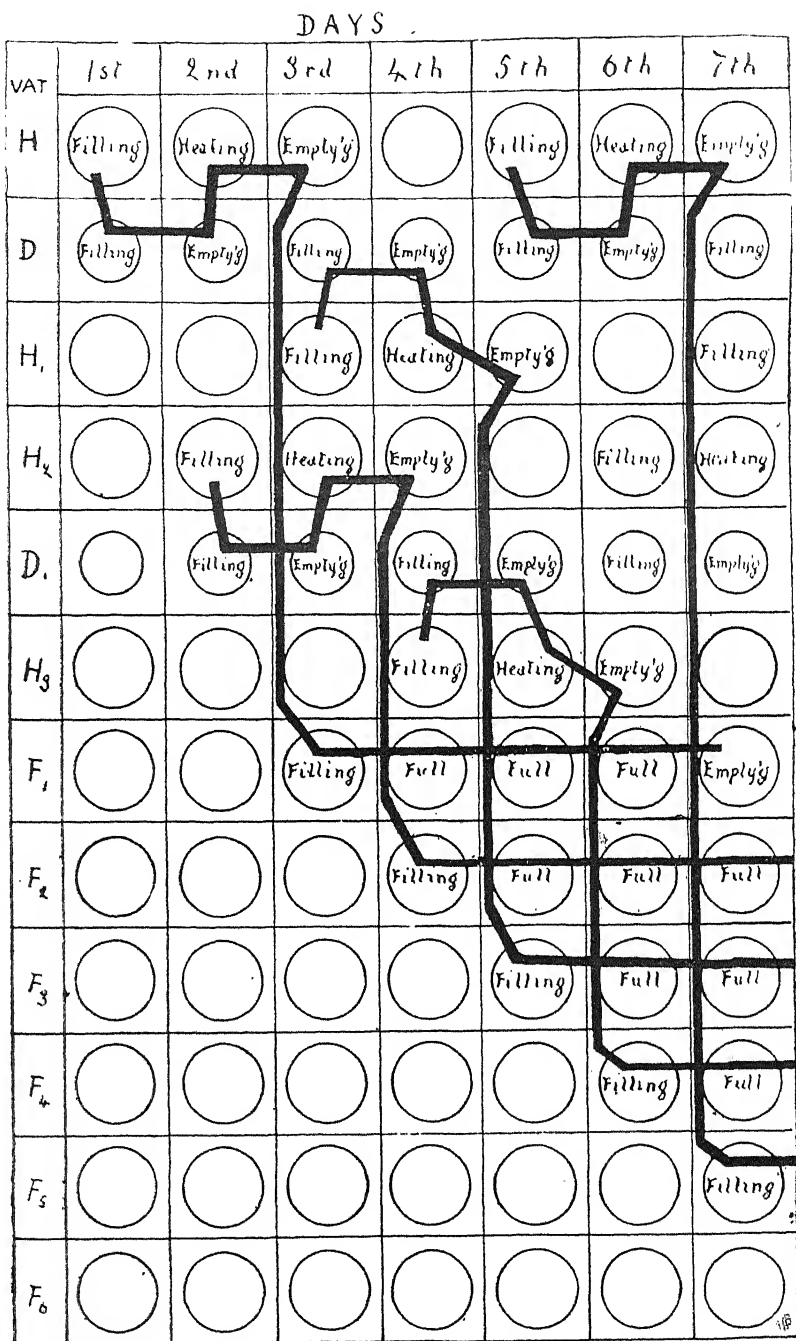 DAYS.
VAT 1st 2nd 3rd 4th 5th 6th 7th
H Filling Heating Empty'g Filling Heating Empty'g
D Filling Empty'g Filling Empty'g Filling Empty'g Filling
H₁ Filling Heating Empty'g Filling
H₂ Filling Heating Empty'g Filling Heating
D₁ Filling Empty'g Filling Empty'g Filling Empty'g
H₃ Filling Heating Empty'g
F₁ Filling Full Full Full Empty'g
F₂ Filling Full Full Full
F₃ Filling Full Full
F₄ Filling Full
F₅ Filling
F₆